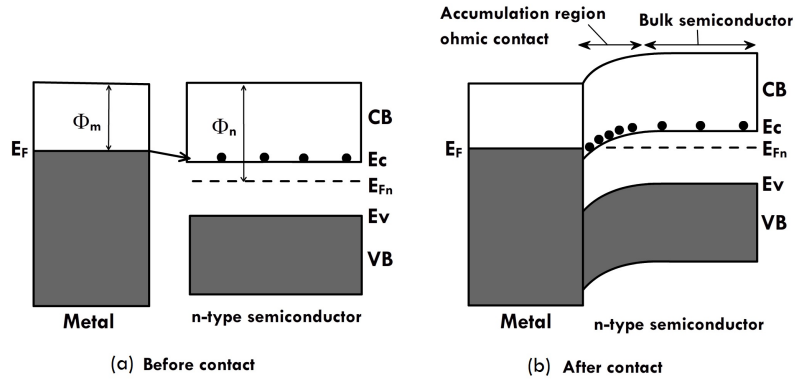 Φm
EF
Φn
CB
Ec
EFn
Ev
VB
Metal
n-type semiconductor
(a) Before contact
Accumulation region
ohmic contact
Bulk semiconductor
CB
Ec
EF
EFn
Ev
VB
Metal
n-type semiconductor
(b) After contact